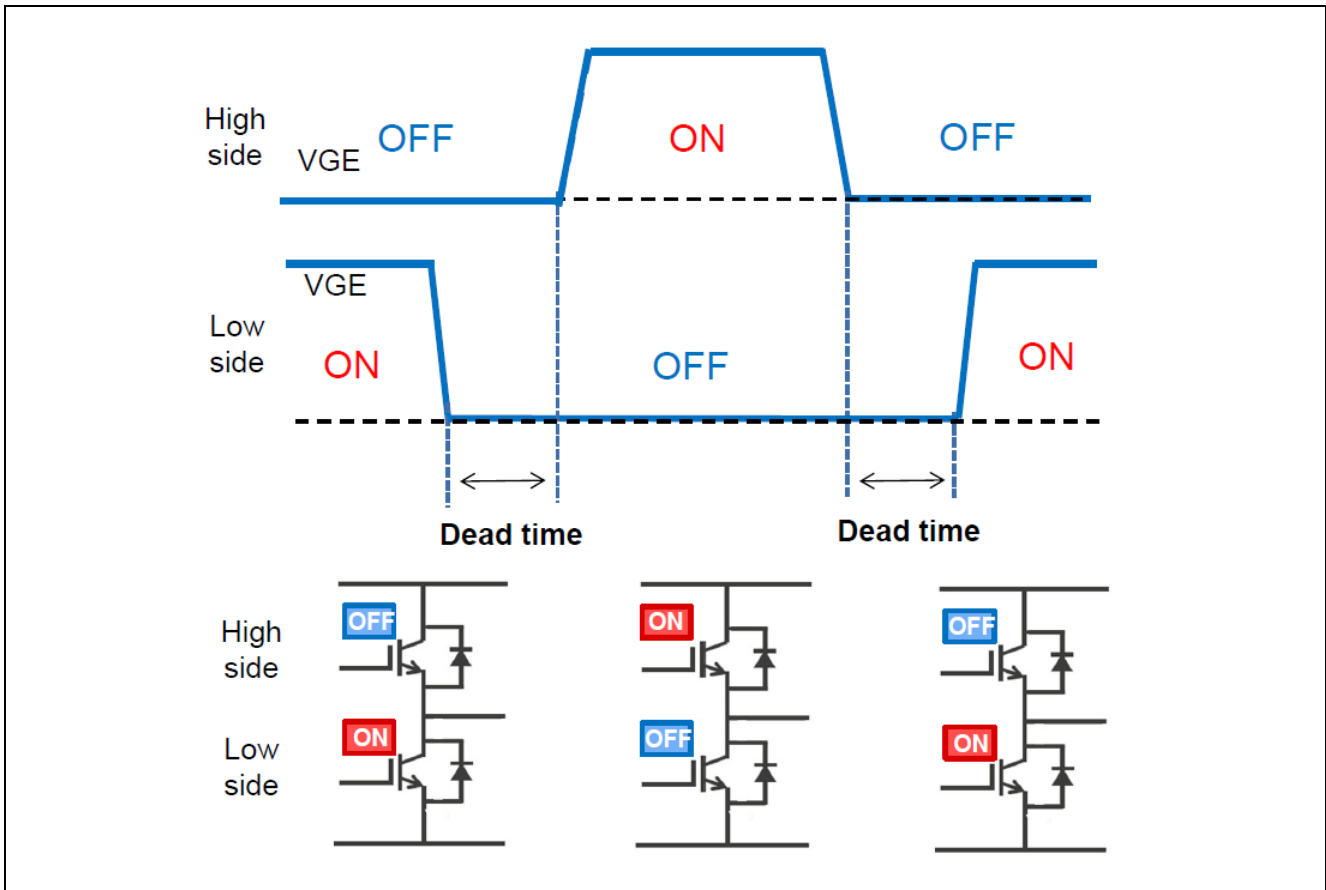 High
side
VGE
OFF
ON
OFF
VGE
Low
side
ON
OFF
ON
Dead time
Dead time
High
side
OFF
ON
OFF
Low
side
ON
OFF
ON